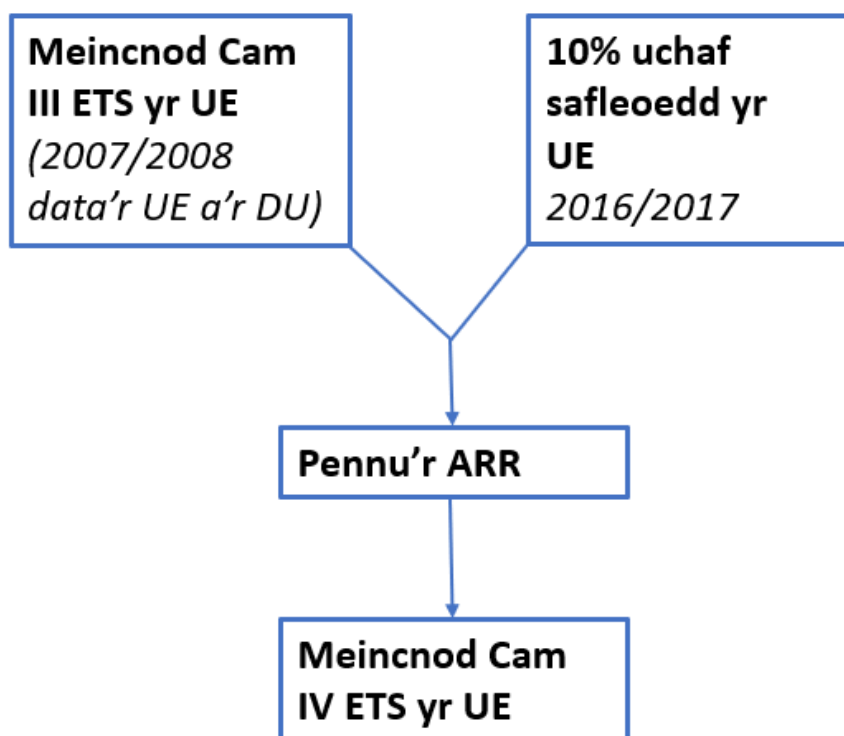 Meincnod Cam
III ETS yr UE
(2007/2008
data’r UE a’r DU)
10% uchaf
safleoedd yr
UE
2016/2017
Pennu’r ARR
Meincnod Cam
IV ETS yr UE